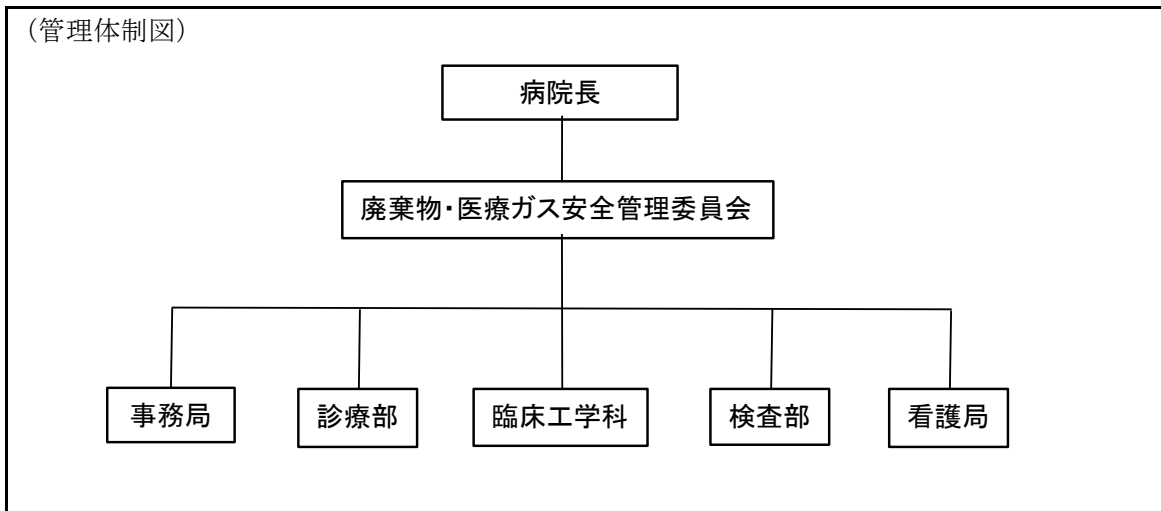 （管理体制図）
病院長
廃棄物・医療ガス安全管理委員会
事務局
診療部
臨床工学科
検査部
看護局